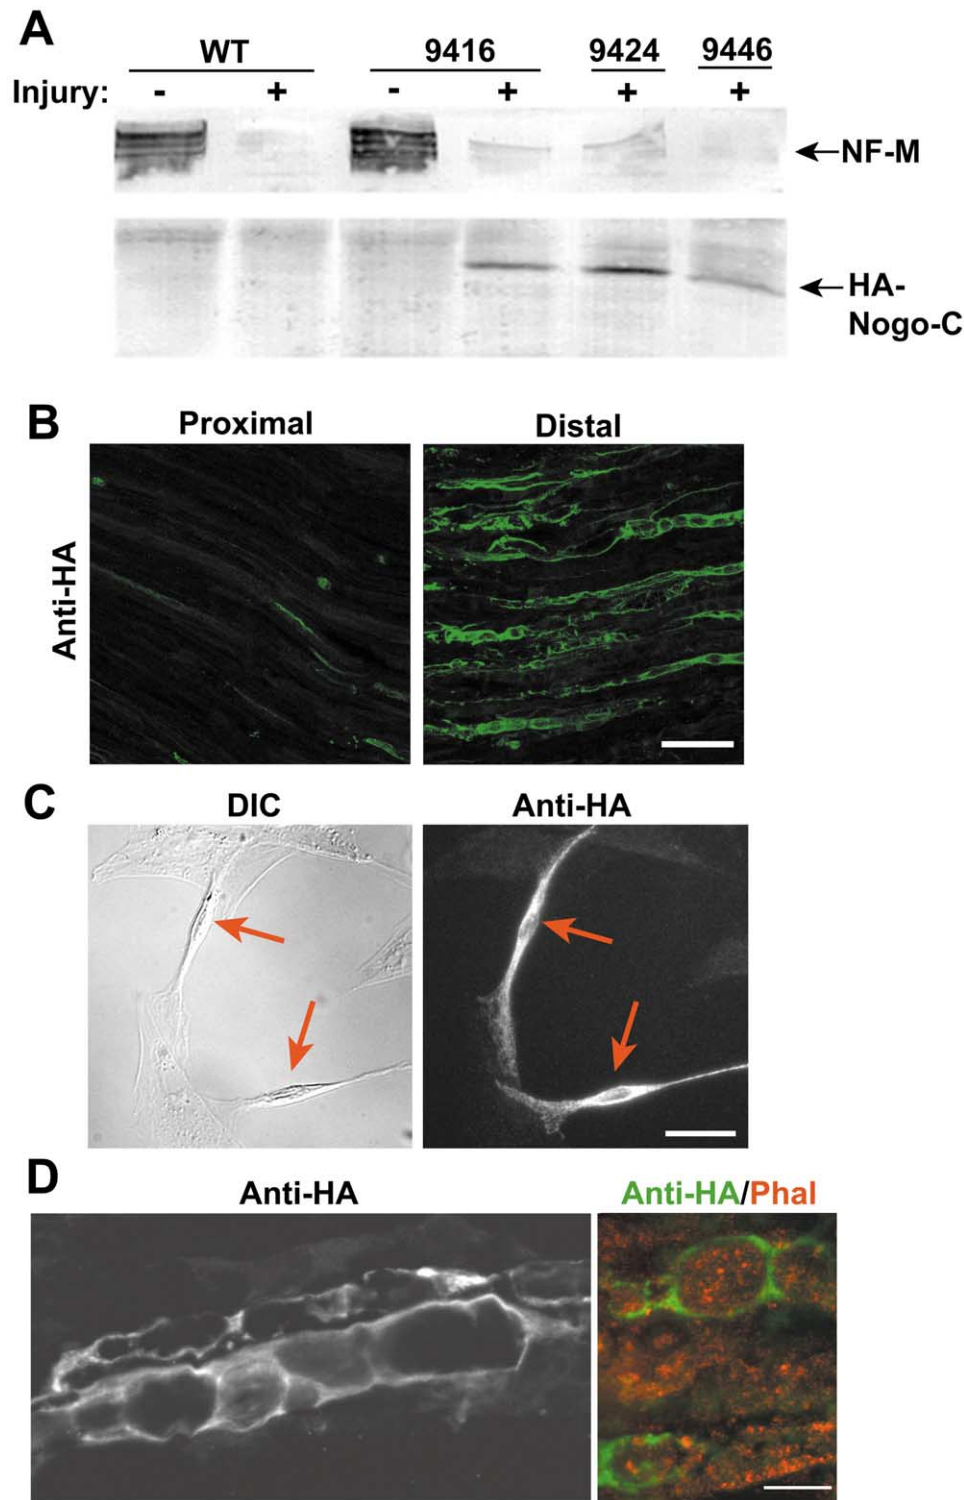 A
WT 9416 9424 9446
Injury: - + - + + +
NF-M
HA-
Nogo-C
B
Proximal Distal
Anti-HA
C
DIC Anti-HA
D
Anti-HA Anti-HA/Phal